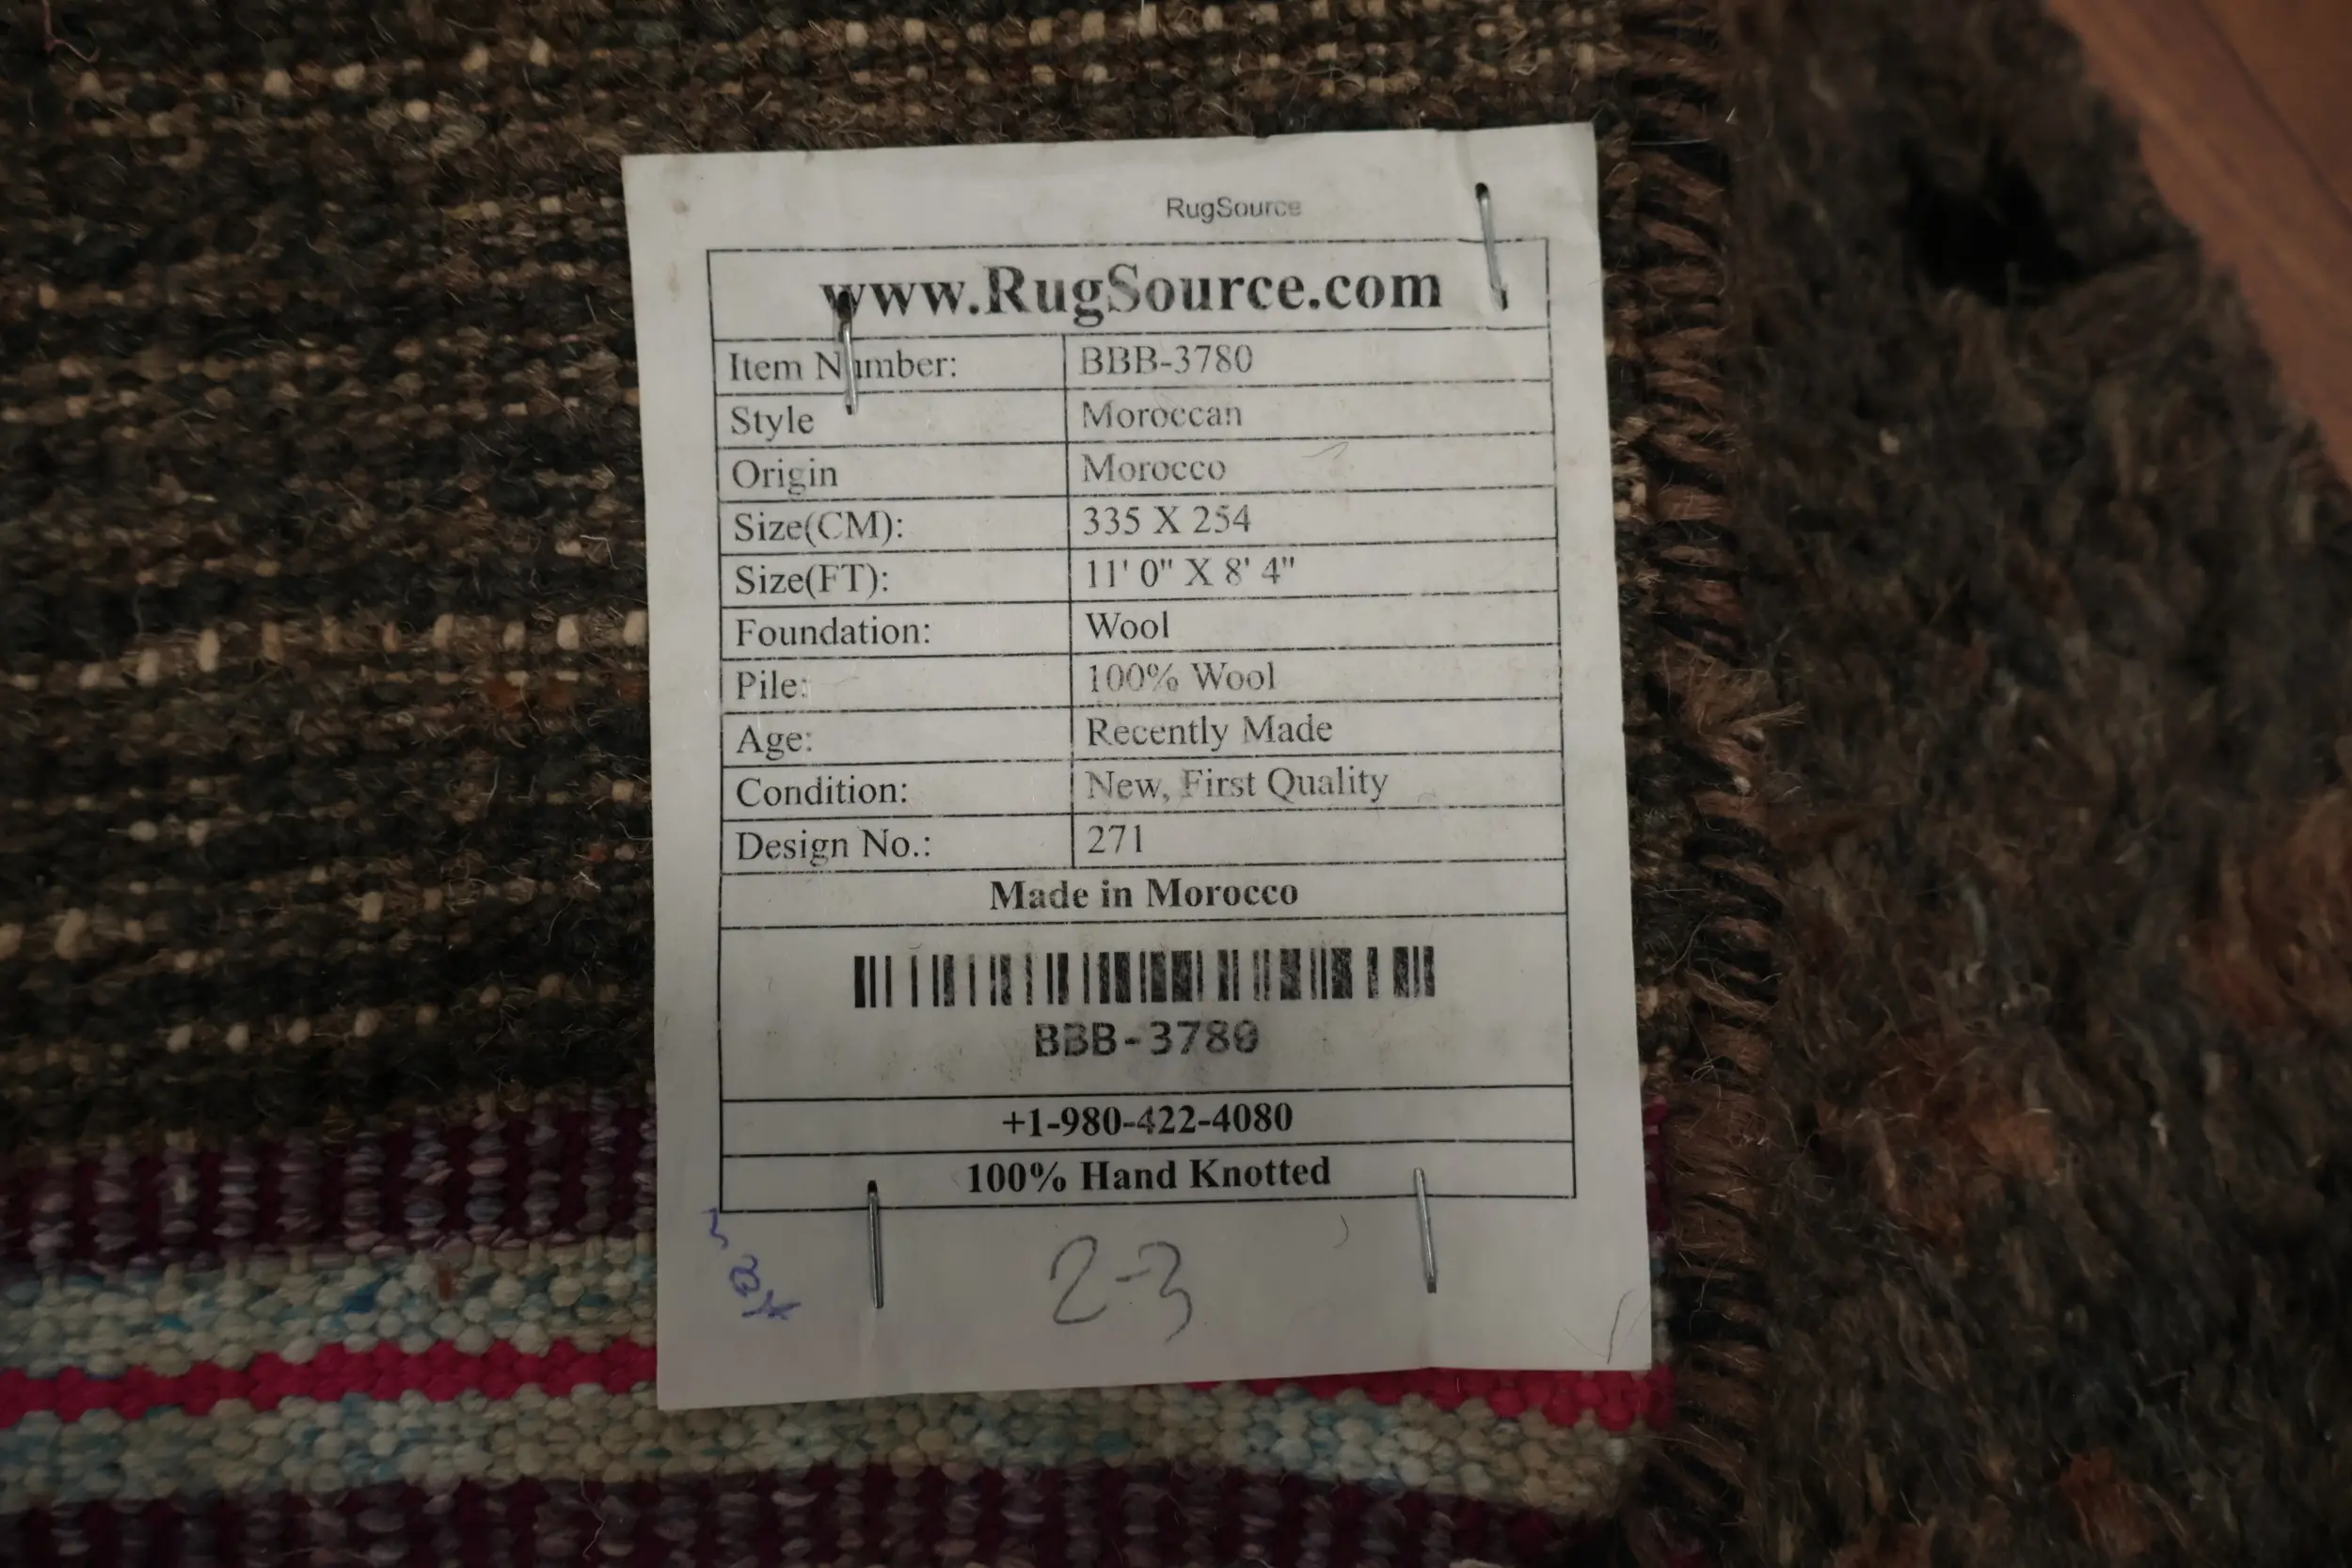 RugSource
www.RugSource.com
Item Number: BBB-3780
Style Moroccan
Origin Morocco
Size(CM): 335 X 254
Size(FT): 11' 0" X 8' 4"
Foundation: Wool
Pile: 100% Wool
Age: Recently Made
Condition: New, First Quality
Design No.: 271
Made in Morocco
BBB-3780
+1-980-422-4080
100% Hand Knotted
2-3